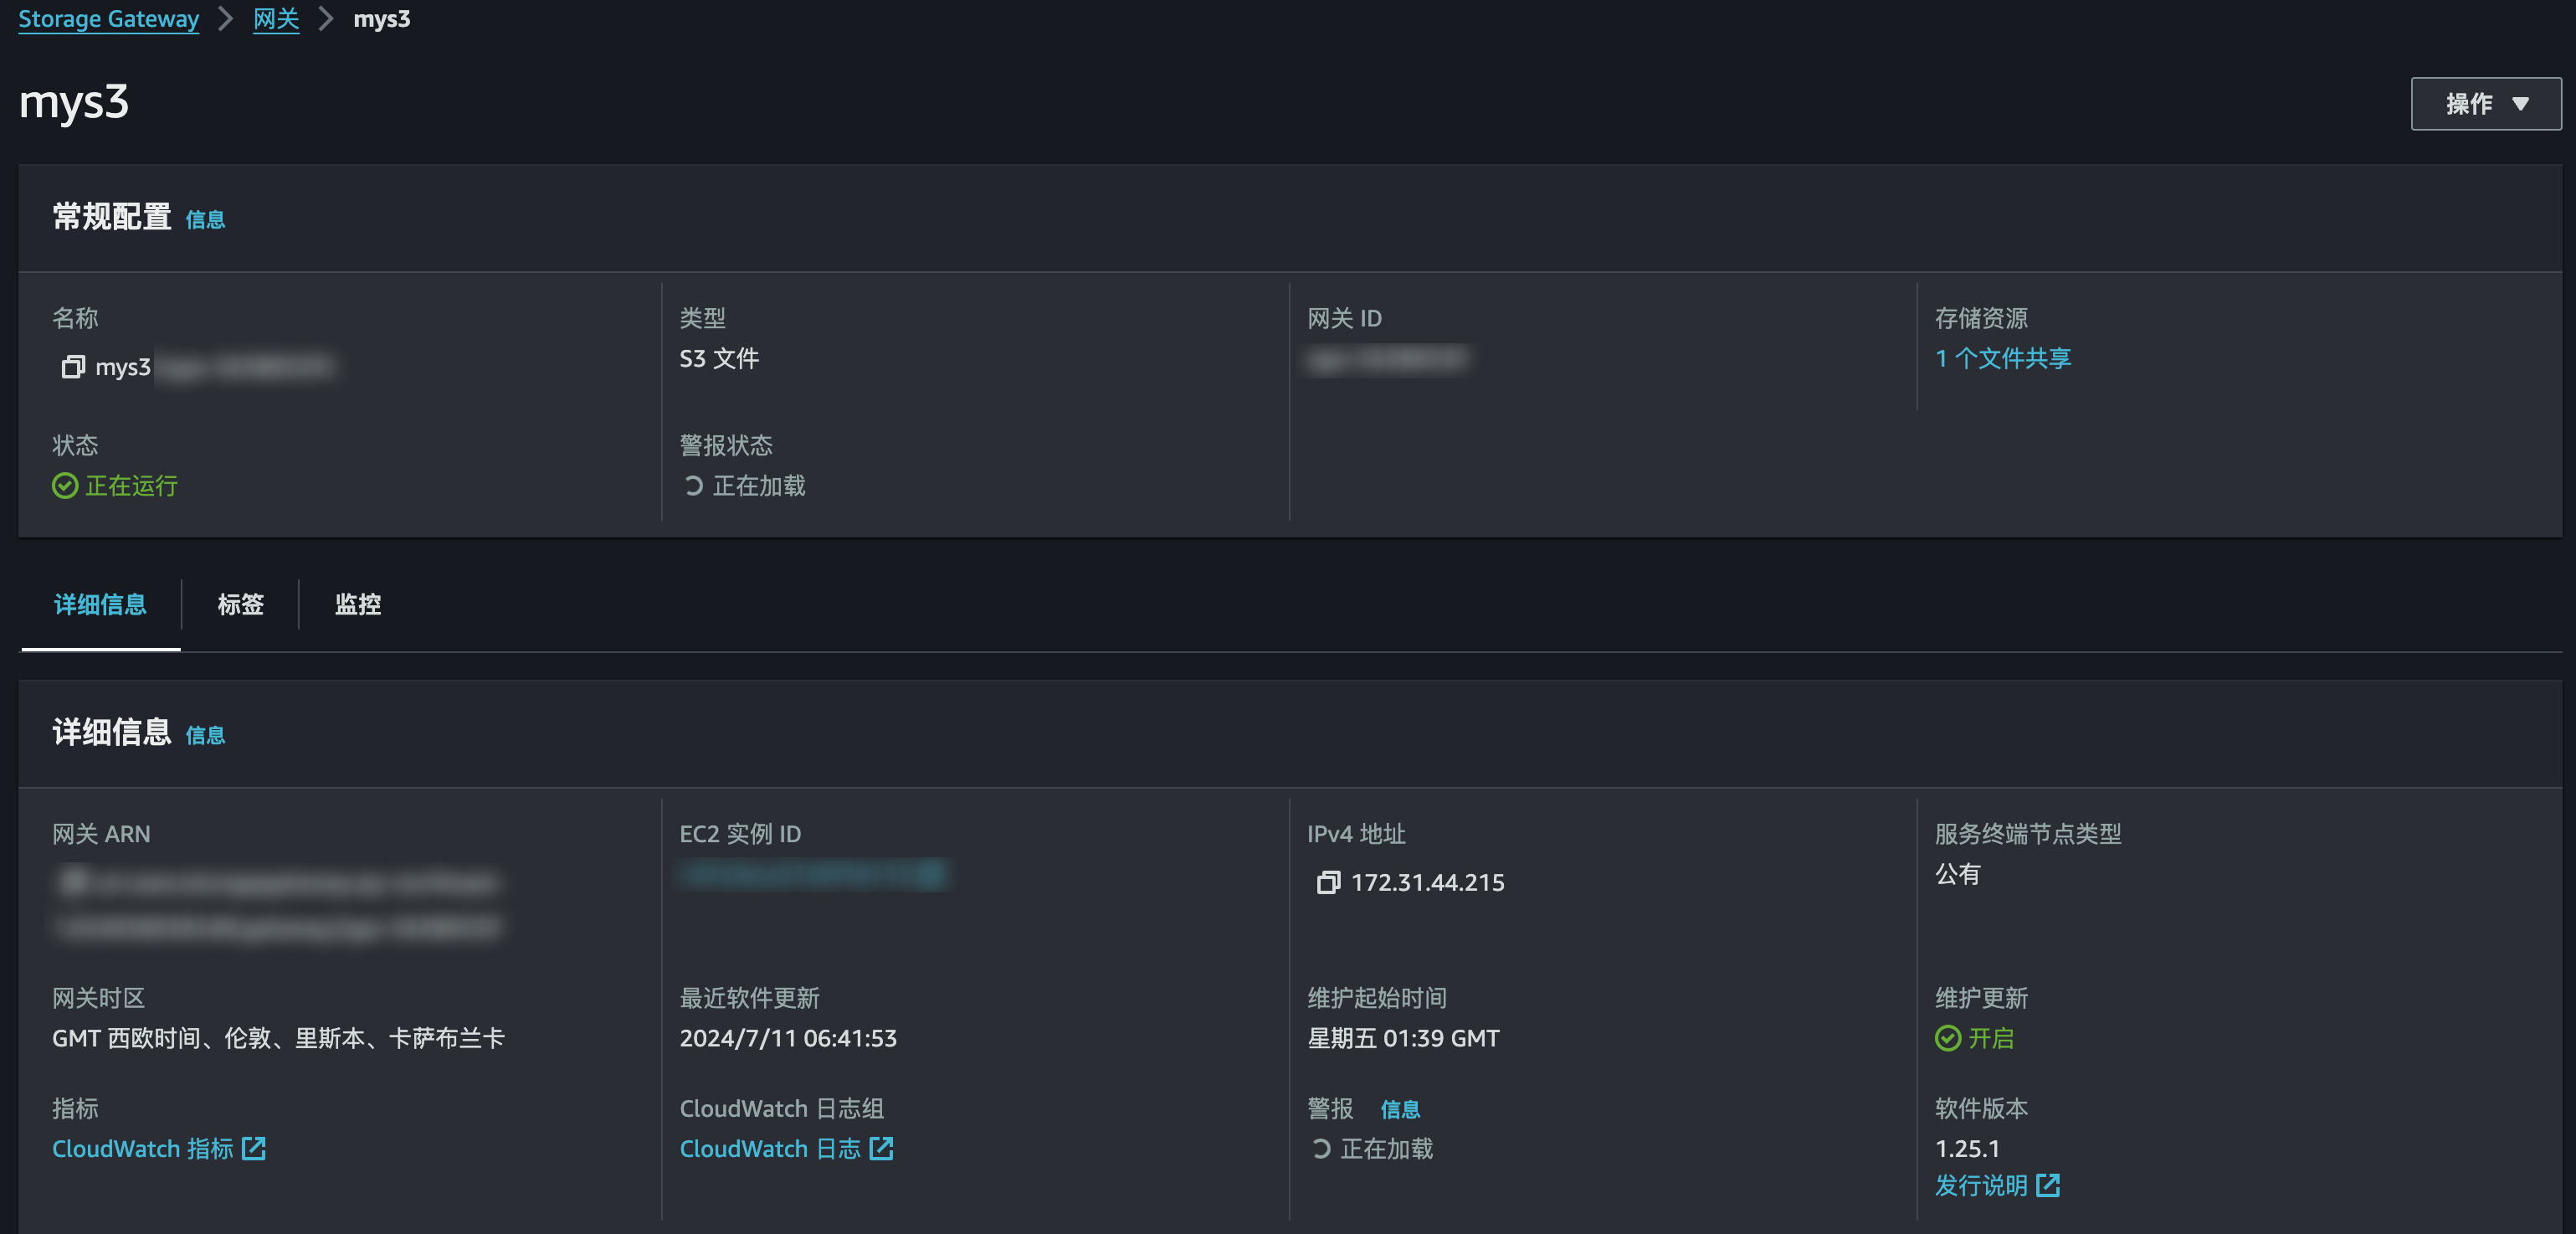 Storage Gateway > 网关 > mys3
mys3
操作
常规配置 信息
名称
mys3
类型
S3 文件
网关 ID
存储资源
1 个文件共享
状态
正在运行
警报状态
正在加载
详细信息
标签
监控
详细信息 信息
网关 ARN
EC2 实例 ID
IPv4 地址
172.31.44.215
服务终端节点类型
公有
网关时区
GMT 西欧时间、伦敦、里斯本、卡萨布兰卡
最近软件更新
2024/7/11 06:41:53
维护起始时间
星期五 01:39 GMT
维护更新
开启
指标
CloudWatch 指标
CloudWatch 日志组
CloudWatch 日志
警报 信息
正在加载
软件版本
1.25.1
发行说明